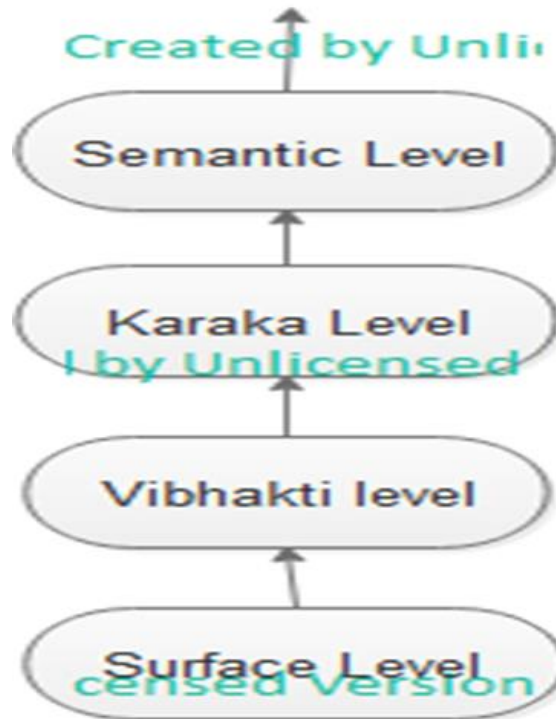 Created by Unli
Semantic Level
Karaka Level
l by Unlicensed
Vibhakti level
Surface Level
censed Version